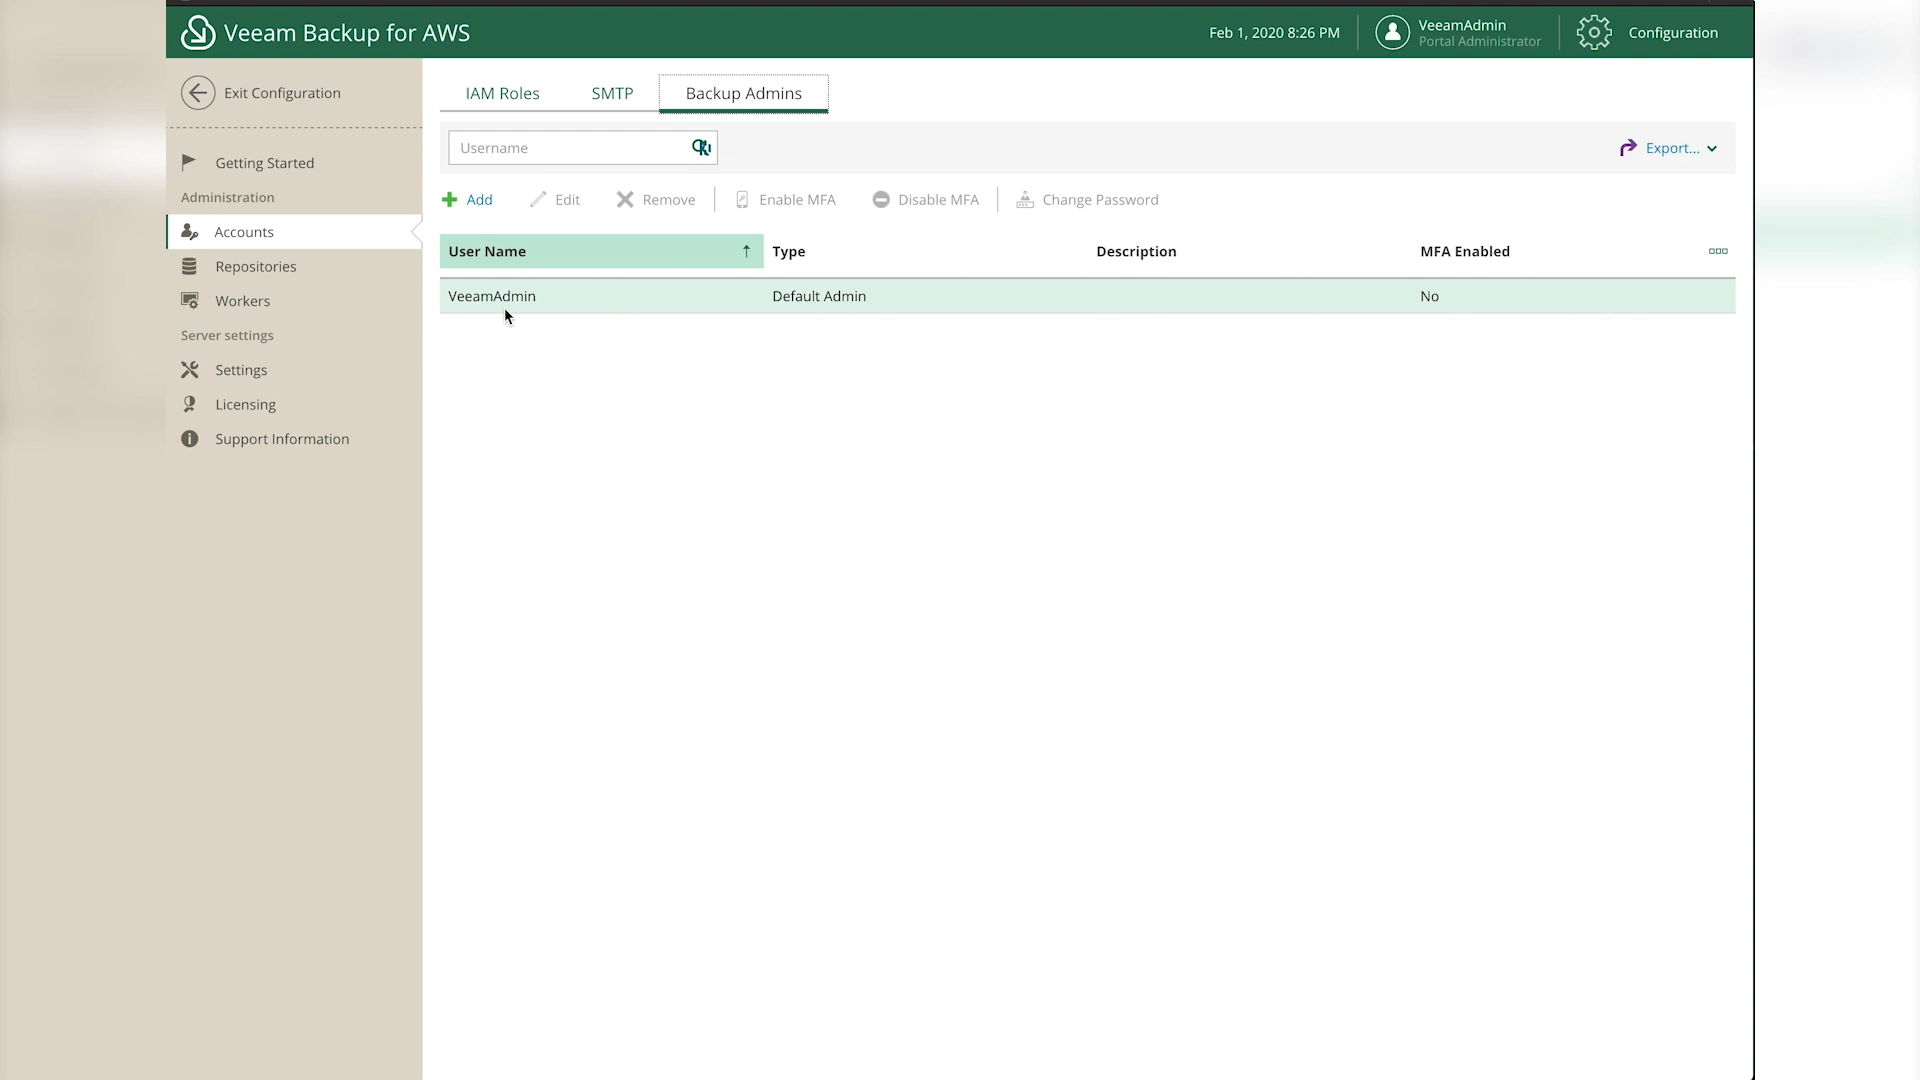 Veeam Backup for AWS
Feb 1, 2020 8:26 PM
VeeamAdmin
Portal Administrator
Configuration
Exit Configuration
Getting Started
Administration
Accounts
Repositories
Workers
Server settings
Settings
Licensing
Support Information
IAM Roles SMTP Backup Admins
Username
Export...
Add Edit Remove Enable MFA Disable MFA Change Password
User Name Type Description MFA Enabled
VeeamAdmin Default Admin No